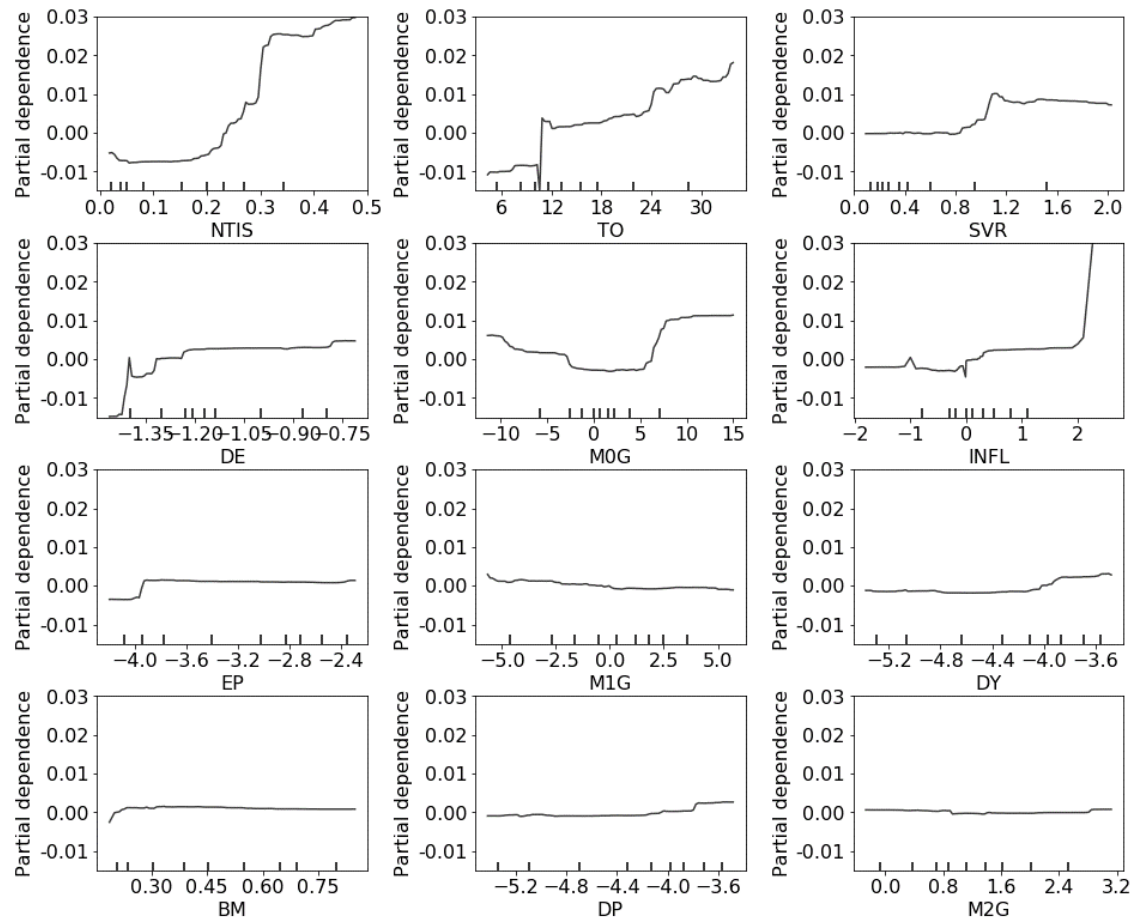 Partial dependence
0.03
0.02
0.01
0.00
-0.01
0.0 0.1 0.2 0.3 0.4 0.5
NTIS
Partial dependence
0.03
0.02
0.01
0.00
-0.01
6 12 18 24 30
TO
Partial dependence
0.03
0.02
0.01
0.00
-0.01
0.0 0.4 0.8 1.2 1.6 2.0
SVR
Partial dependence
0.03
0.02
0.01
0.00
-0.01
−1.35 −1.20 −1.05 −0.90 −0.75
DE
Partial dependence
0.03
0.02
0.01
0.00
-0.01
−10 −5 0 5 10 15
M0G
Partial dependence
0.03
0.02
0.01
0.00
-0.01
−2 −1 0 1 2
INFL
Partial dependence
0.03
0.02
0.01
0.00
-0.01
−4.0 −3.6 −3.2 −2.8 −2.4
EP
Partial dependence
0.03
0.02
0.01
0.00
-0.01
−5.0 −2.5 0.0 2.5 5.0
M1G
Partial dependence
0.03
0.02
0.01
0.00
-0.01
−5.2 −4.8 −4.4 −4.0 −3.6
DY
Partial dependence
0.03
0.02
0.01
0.00
-0.01
0.30 0.45 0.60 0.75
BM
Partial dependence
0.03
0.02
0.01
0.00
-0.01
−5.2 −4.8 −4.4 −4.0 −3.6
DP
Partial dependence
0.03
0.02
0.01
0.00
-0.01
0.0 0.8 1.6 2.4 3.2
M2G